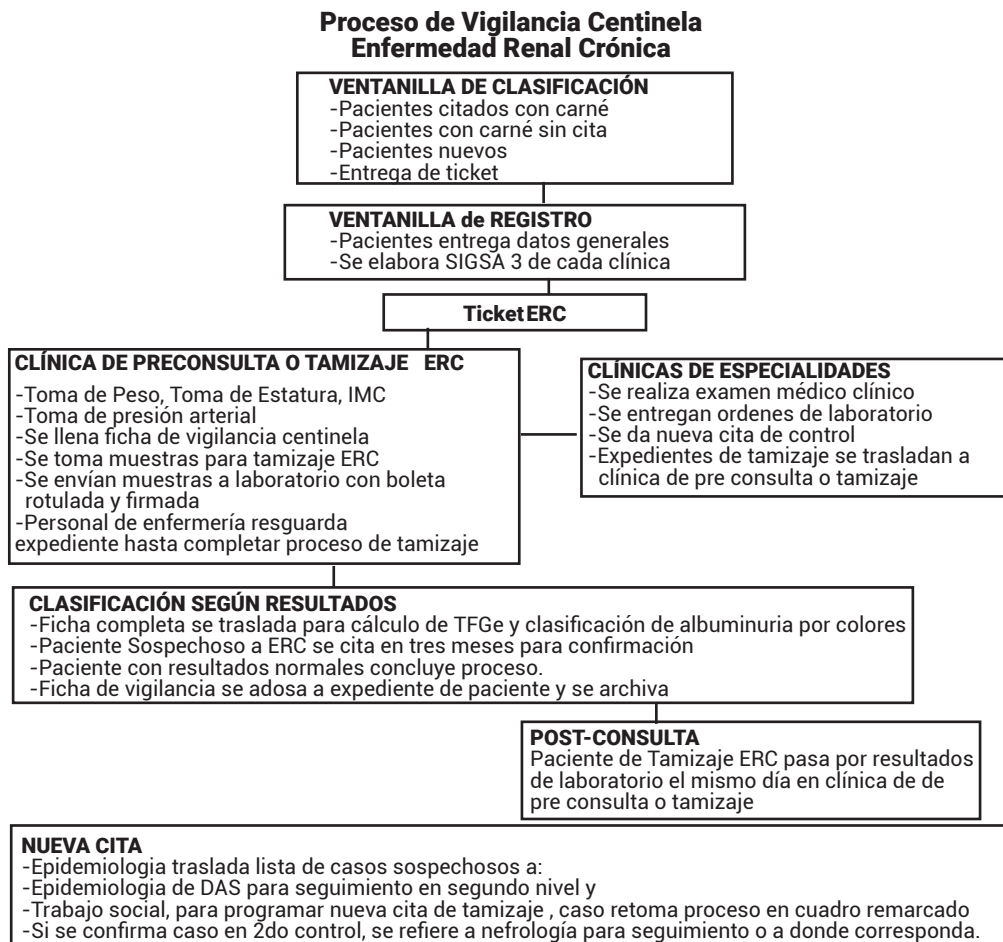 Proceso de Vigilancia Centinela
Enfermedad Renal Crónica
VENTANILLA DE CLASIFICACIÓN
-Pacientes citados con carné
-Pacientes con carné sin cita
-Pacientes nuevos
-Entrega de ticket
VENTANILLA de REGISTRO
-Pacientes entrega datos generales
-Se elabora SIGSA 3 de cada clínica
Ticket ERC
CLÍNICA DE PRECONSULTA O TAMIZAJE ERC
-Toma de Peso, Toma de Estatura, IMC
-Toma de presión arterial
-Se llena ficha de vigilancia centinela
-Se toma muestras para tamizaje ERC
-Se envían muestras a laboratorio con boleta
rotulada y firmada
-Personal de enfermería resguarda
expediente hasta completar proceso de tamizaje
CLÍNICAS DE ESPECIALIDADES
-Se realiza examen médico clínico
-Se entregan ordenes de laboratorio
-Se da nueva cita de control
-Expedientes de tamizaje se trasladan a
clínica de pre consulta o tamizaje
CLASIFICACIÓN SEGÚN RESULTADOS
-Ficha completa se traslada para cálculo de TFGe y clasificación de albuminuria por colores
-Paciente Sospechoso a ERC se cita en tres meses para confirmación
-Paciente con resultados normales concluye proceso.
-Ficha de vigilancia se adosa a expediente de paciente y se archiva
POST-CONSULTA
Paciente de Tamizaje ERC pasa por resultados
de laboratorio el mismo día en clínica de de
pre consulta o tamizaje
NUEVA CITA
-Epidemiologia traslada lista de casos sospechosos a:
-Epidemiologia de DAS para seguimiento en segundo nivel y
-Trabajo social, para programar nueva cita de tamizaje , caso retoma proceso en cuadro remarcado
-Si se confirma caso en 2do control, se refiere a nefrología para seguimiento o a donde corresponda.